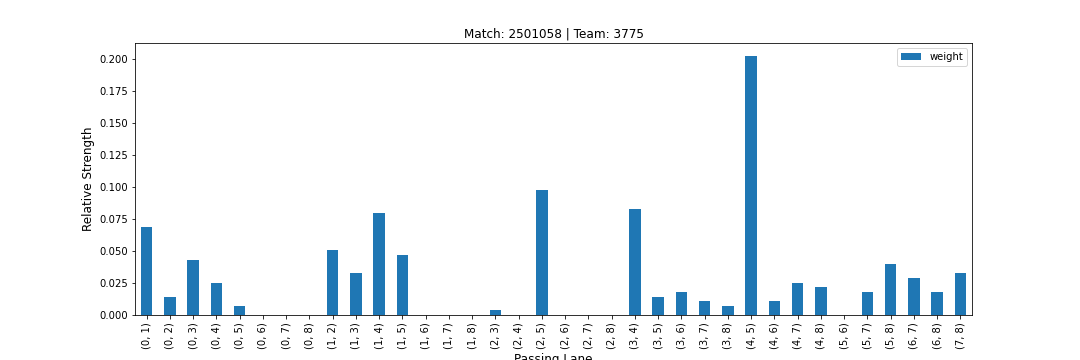 Match: 2501058 | Team: 3775
weight
Relative Strength
0.200
0.175
0.150
0.125
0.100
0.075
0.050
0.025
0.000
(0, 1) (0, 2) (0, 3) (0, 4) (0, 5) (0, 6) (0, 7) (0, 8) (1, 2) (1, 3) (1, 4) (1, 5) (1, 6) (1, 7) (1, 8) (2, 3) (2, 4) (2, 5) (2, 6) (2, 7) (2, 8) (3, 4) (3, 5) (3, 6) (3, 7) (3, 8) (4, 5) (4, 6) (4, 7) (4, 8) (5, 6) (5, 7) (5, 8) (6, 7) (6, 8) (7, 8)
Passing Lane